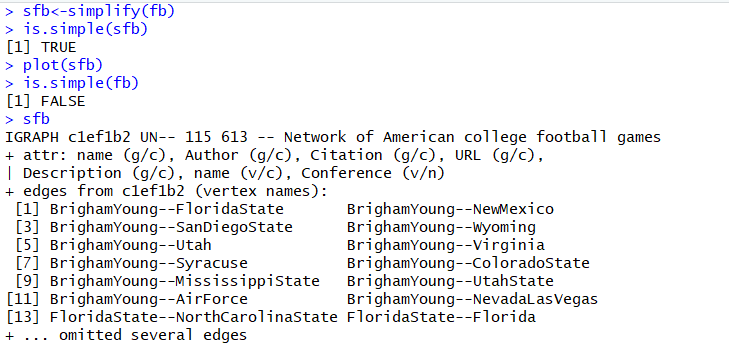 > sfb<-simplify(fb)
> is.simple(sfb)
[1] TRUE
> plot(sfb)
> is.simple(fb)
[1] FALSE
> sfb
IGRAPH c1ef1b2 UN-- 115 613 -- Network of American college football games
+ attr: name (g/c), Author (g/c), Citation (g/c), URL (g/c),
| Description (g/c), name (v/c), Conference (v/n)
+ edges from c1ef1b2 (vertex names):
 [1] BrighamYoung--FloridaState       BrighamYoung--NewMexico
 [3] BrighamYoung--SanDiegoState      BrighamYoung--Wyoming
 [5] BrighamYoung--Utah               BrighamYoung--Virginia
 [7] BrighamYoung--Syracuse           BrighamYoung--ColoradoState
 [9] BrighamYoung--MississippiState   BrighamYoung--UtahState
[11] BrighamYoung--AirForce           BrighamYoung--NevadaLasVegas
[13] FloridaState--NorthCarolinaState FloridaState--Florida
+ ... omitted several edges